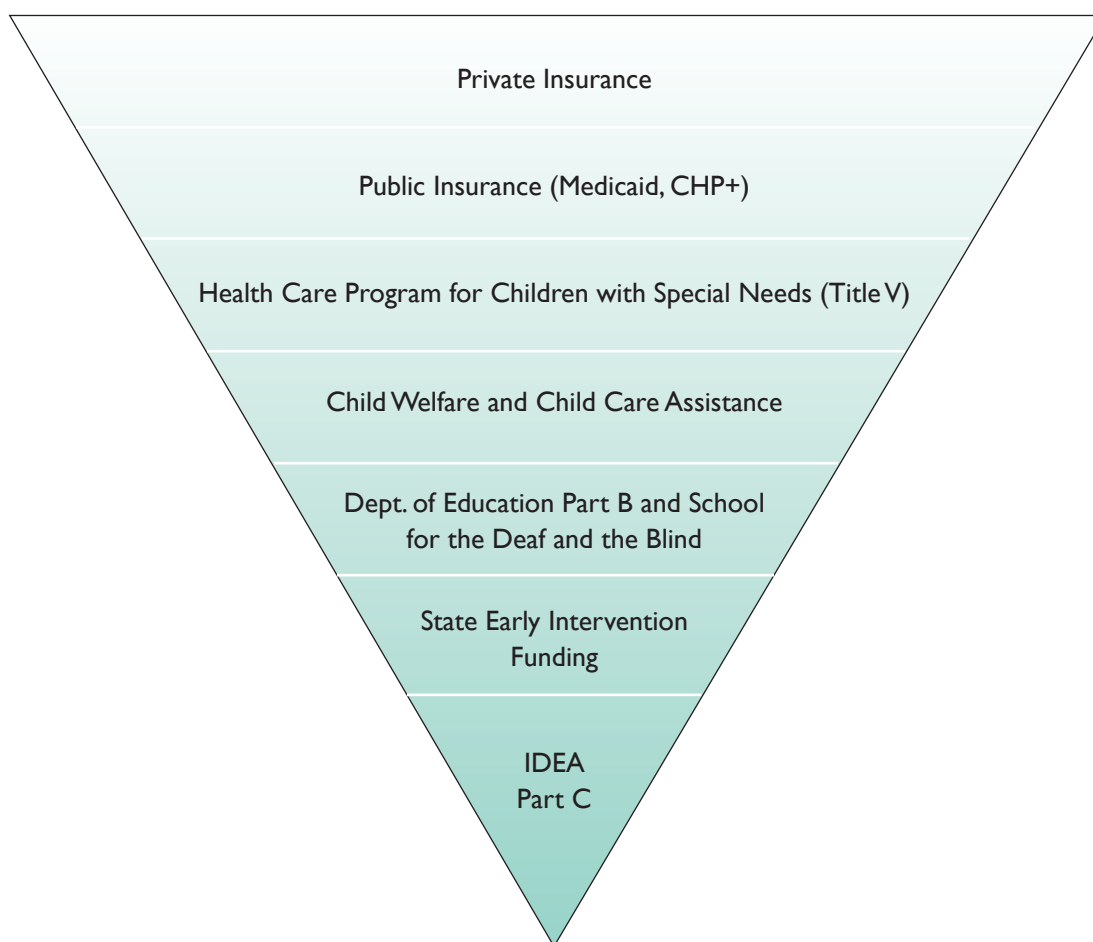 Private Insurance
Public Insurance (Medicaid, CHP+)
Health Care Program for Children with Special Needs (Title V)
Child Welfare and Child Care Assistance
Dept. of Education Part B and School
for the Deaf and the Blind
State Early Intervention
Funding
IDEA
Part C